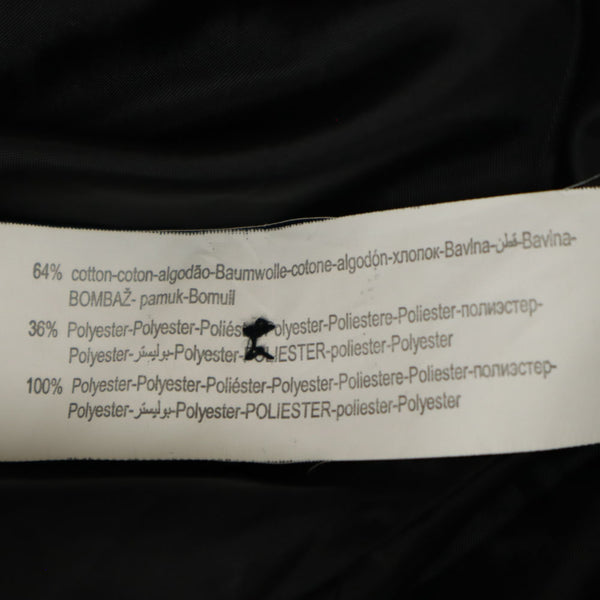 64% cotton-coton-algodão-Baumwolle-cotone-algodón-хлопок-Bavlna-قطن-Bavlna-
BOMBAŽ- pamuk-Bomull
36% Polyester-Polyester-Poliéster-Polyester-Poliestere-Poliester-полиэстер-
Polyester-بوليستر-Polyester-POLIESTER-poliester-Polyester
100% Polyester-Polyester-Poliéster-Polyester-Poliestere-Poliester-полиэстер-
Polyester-بوليستر-Polyester-POLIESTER-poliester-Polyester